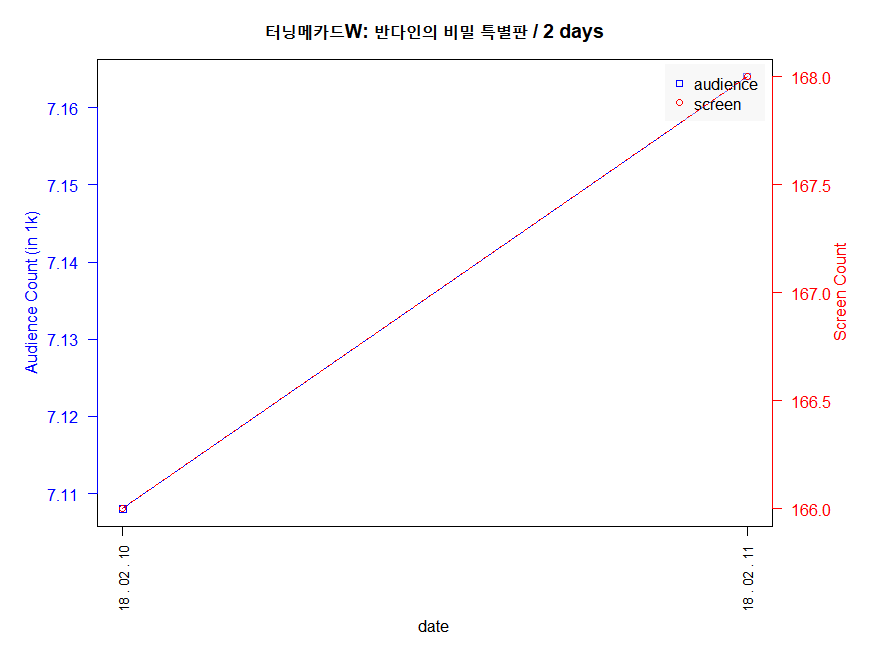 터닝메카드W: 반다인의 비밀 특별판 / 2 days
audience
screen
7.16
7.15
7.14
7.13
7.12
7.11
Audience Count (in 1k)
168.0
167.5
167.0
166.5
166.0
Screen Count
18 . 02 . 10
18 . 02 . 11
date